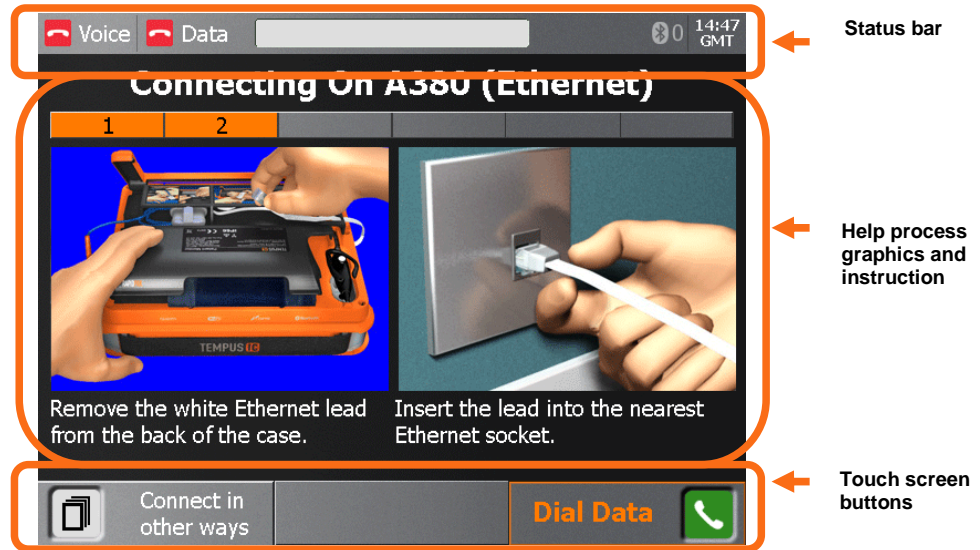 Voice
Data
0
14:47
GMT
Status bar
Connecting On A380 (Ethernet)
1
2
TEMPUS IC
Help process
graphics and
instruction
Remove the white Ethernet lead
from the back of the case.
Insert the lead into the nearest
Ethernet socket.
Connect in
other ways
Dial Data
Touch screen
buttons